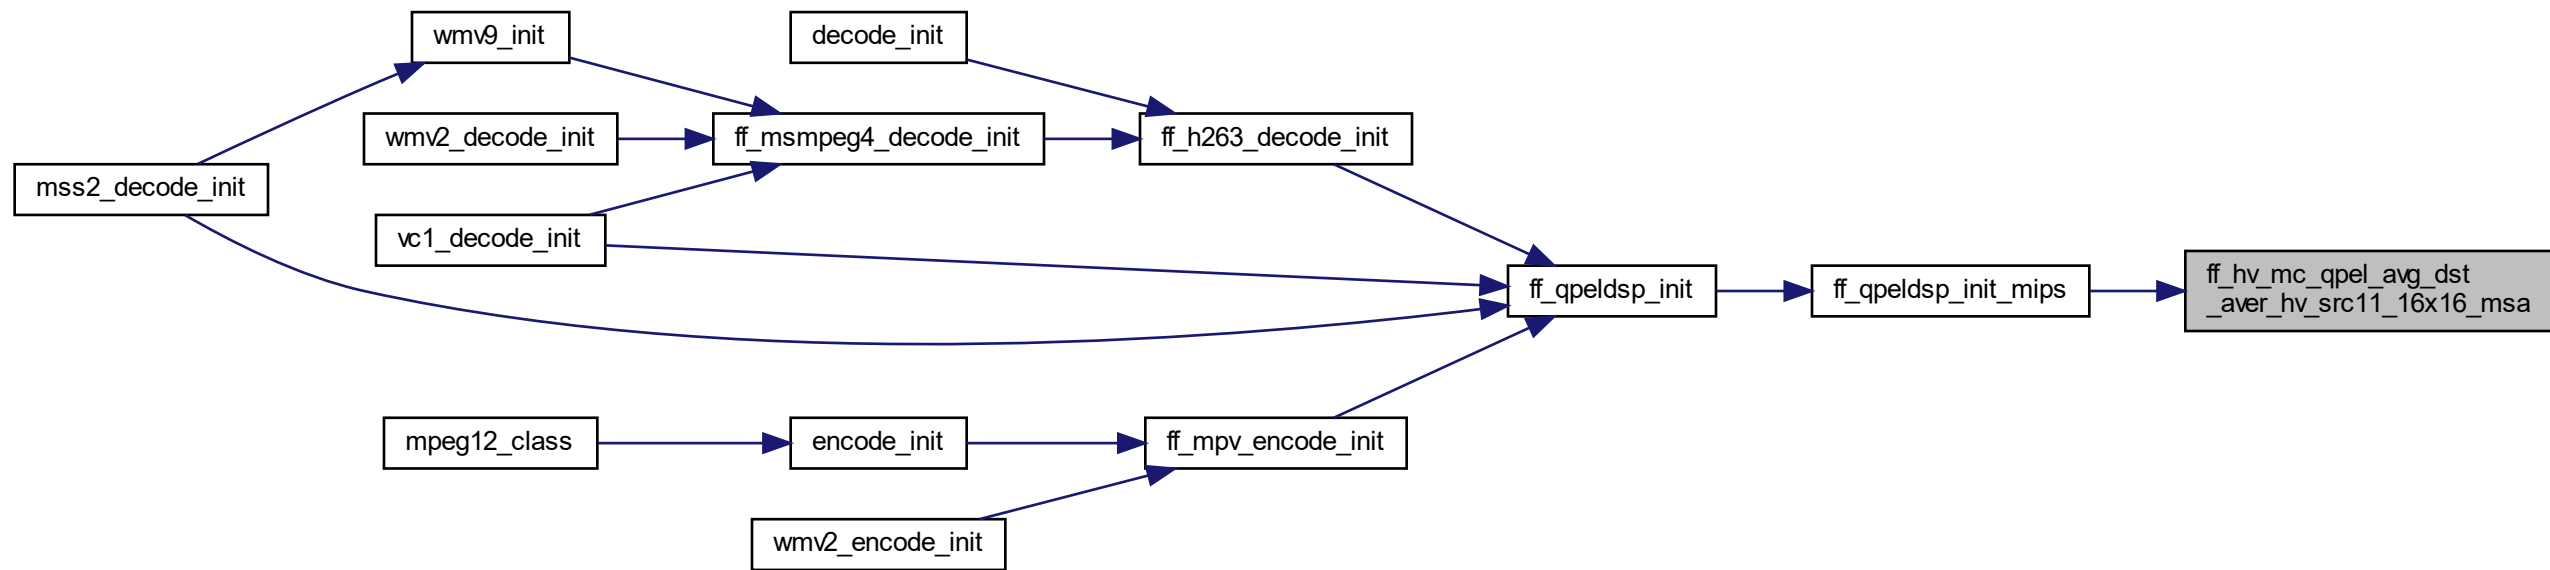 wmv9_init
decode_init
wmv2_decode_init
ff_msmpeg4_decode_init
ff_h263_decode_init
mss2_decode_init
vc1_decode_init
ff_qpeldsp_init
ff_qpeldsp_init_mips
ff_hv_mc_qpel_avg_dst
_aver_hv_src11_16x16_msa
mpeg12_class
encode_init
ff_mpv_encode_init
wmv2_encode_init